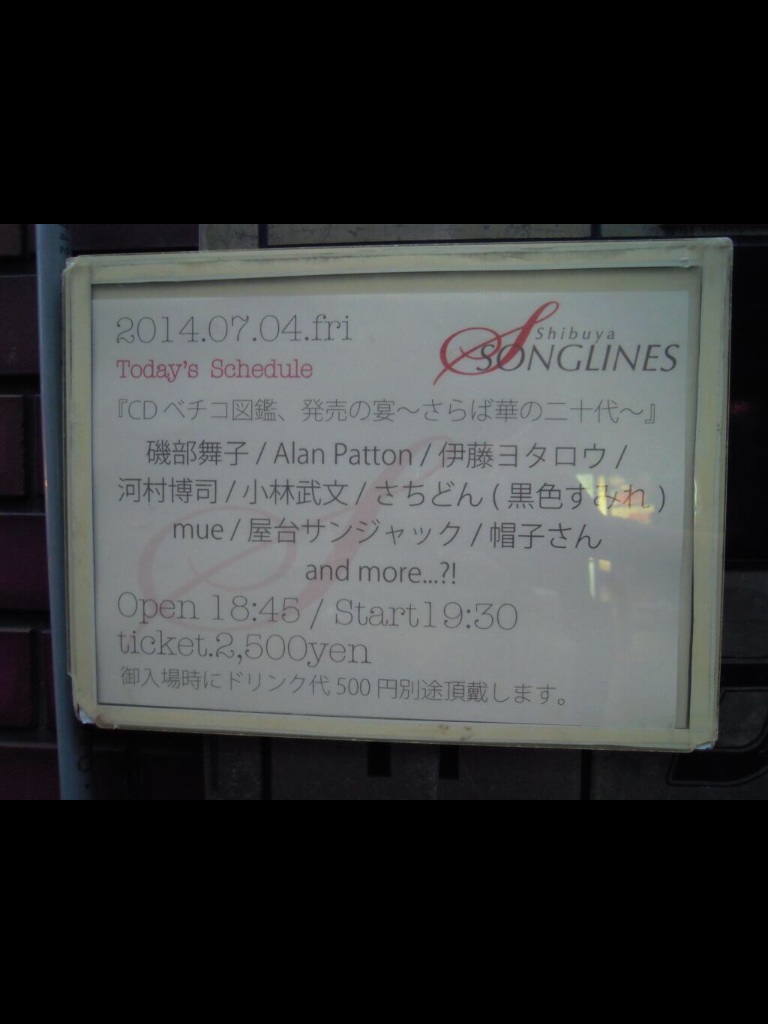 2014.07.04.fri
Shibuya
SONGLINES
Today's Schedule
『CD ベチコ図鑑、発売の宴〜さらば華の二十代〜』
磯部舞子 / Alan Patton / 伊藤ヨタロウ /
河村博司 / 小林武文 / さちどん ( 黒色すみれ )
mue / 屋台サンジャック / 帽子さん
and more...?!
Open 18:45 / Start19:30
ticket.2,500yen
御入場時にドリンク代 500 円別途頂戴します。